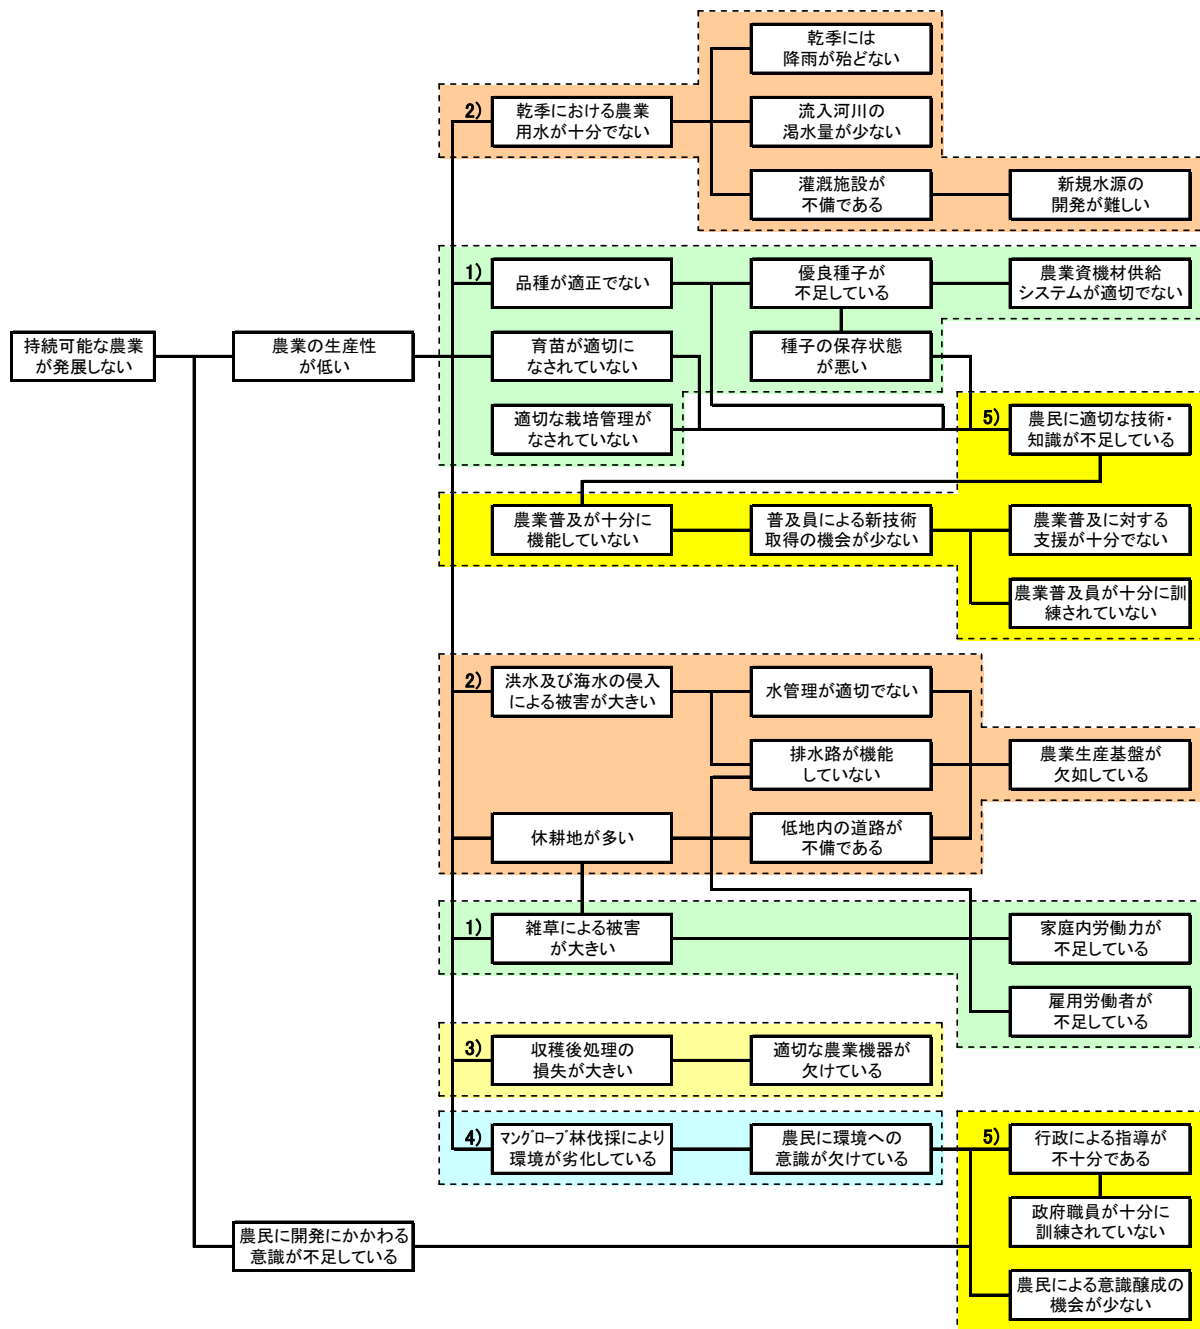 乾季には
降雨が殆どない
2)
乾季における農業
用水が十分でない
流入河川の
渇水量が少ない
灌漑施設が
不備である
新規水源の
開発が難しい
1)
品種が適正でない
優良種子が
不足している
農業資機材供給
システムが適切でない
持続可能な農業
が発展しない
農業の生産性
が低い
育苗が適切に
なされていない
種子の保存状態
が悪い
適切な栽培管理が
なされていない
5)
農民に適切な技術・
知識が不足している
農業普及が十分に
機能していない
普及員による新技術
取得の機会が少ない
農業普及に対する
支援が十分でない
農業普及員が十分に訓
練されていない
2)
洪水及び海水の侵入
による被害が大きい
水管理が適切でない
排水路が機能
していない
農業生産基盤が
欠如している
休耕地が多い
低地内の道路が
不備である
1)
雑草による被害
が大きい
家庭内労働力が
不足している
雇用労働者が
不足している
3)
収穫後処理の
損失が大きい
適切な農業機器が
欠けている
4)
ﾏﾝｸﾞﾛｰﾌﾞ林伐採により
環境が劣化している
農民に環境への
意識が欠けている
5)
行政による指導が
不十分である
政府職員が十分に
訓練されていない
農民に開発にかかわる
意識が不足している
農民による意識醸成の
機会が少ない